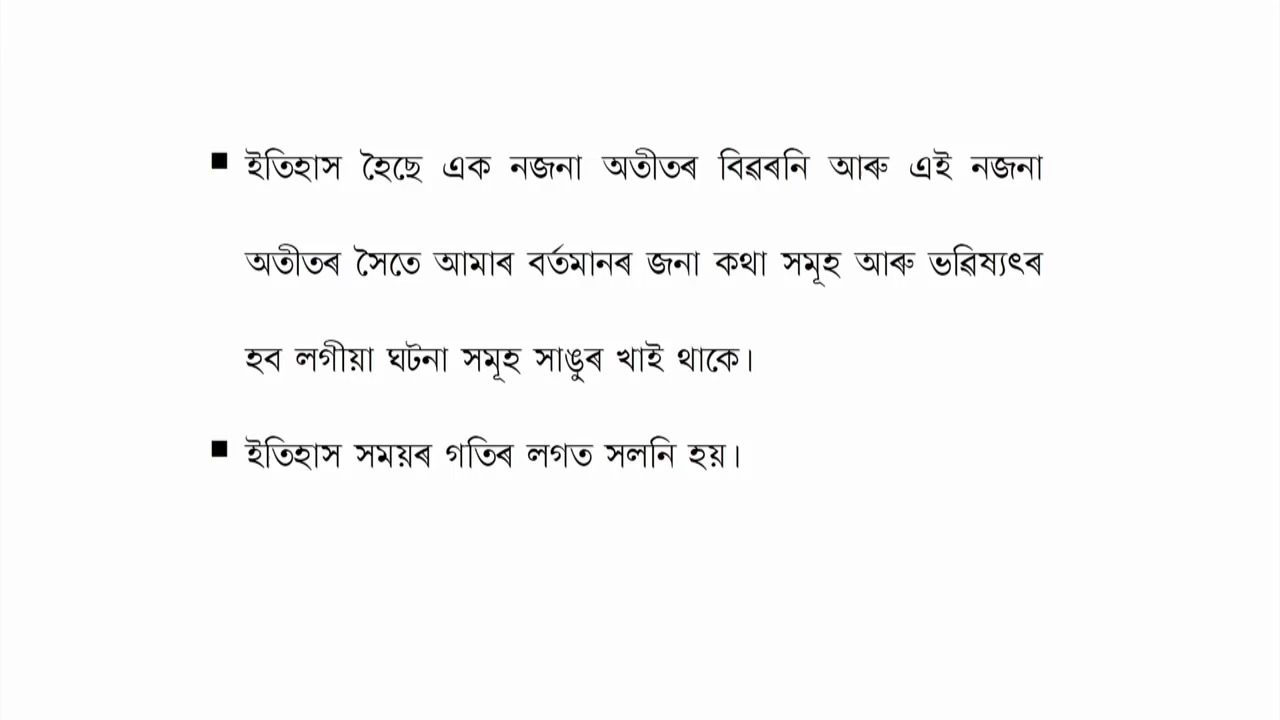 ▪ ইতিহাস হৈছে এক নজনা অতীতৰ বিৱৰনি আৰু এই নজনা
অতীতৰ সৈতে আমাৰ বৰ্তমানৰ জনা কথা সমূহ আৰু ভৱিষ্যৎৰ
হব লগীয়া ঘটনা সমূহ সাঙুৰ খাই থাকে।
▪ ইতিহাস সময়ৰ গতিৰ লগত সলনি হয়।